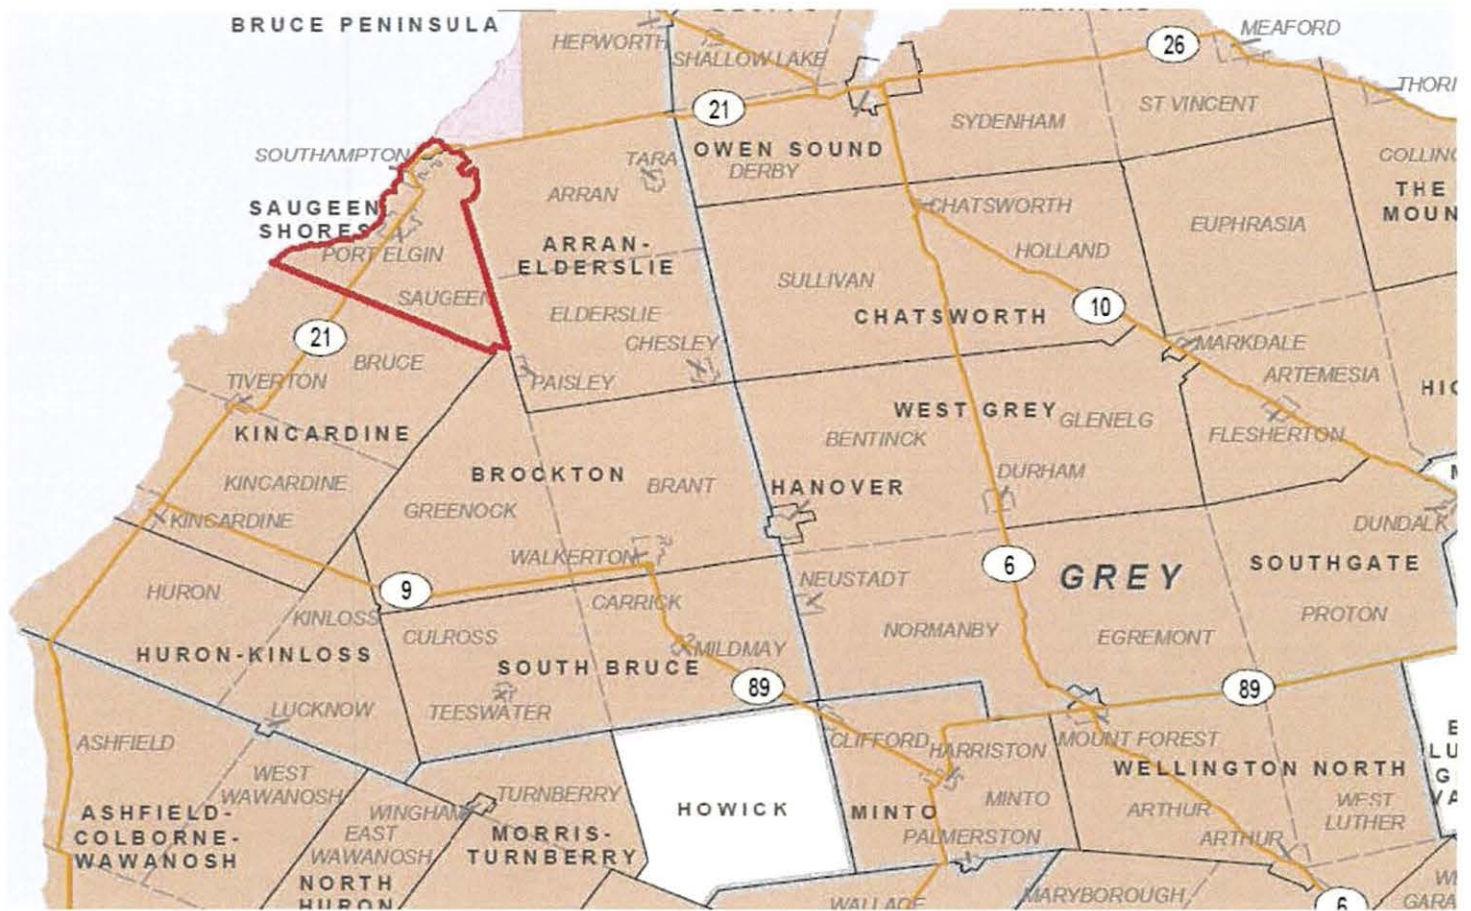 BRUCE PENINSULA
HEPWORTH
SHALLOW LAKE
26
MEAFORD
21
SYDENHAM
ST VINCENT
SOUTHAMPTON
TARA
OWEN SOUND
DERBY
ARRAN
THE
MOUN
SAUGEEN
SHORES
CHATSWORTH
EUPHRASIA
HOLLAND
PORT ELGIN
ARRAN-
ELDERSLIE
SULLIVAN
SAUGEEN
ELDERSLIE
CHATSWORTH
10
21
BRUCE
CHESLEY
MARKDALE
TIVERTON
PAISLEY
ARTEMESIA
KINCARDINE
WEST GREY
GLENELG
BENTINCK
FLESHERTON
BROCKTON
BRANT
HANOVER
DURHAM
KINCARDINE
GREENOCK
KINCARDINE
DUNDALK
WALKERTON
6
GREY
SOUTHGATE
HURON
9
NEUSTADT
KINLOSS
CARRICK
PROTON
CULROSS
NORMANBY
EGREMONT
HURON-KINLOSS
SOUTH BRUCE
MILDMAY
89
89
LUCKNOW
TEESWATER
ASHFIELD
CLIFFORD
HARRISTON
MOUNT FOREST
WEST
WAWANOSH
WELLINGTON NORTH
TURNBERRY
HOWICK
MINTO
MINTO
ARTHUR
WEST
LUTHER
ASHFIELD-
COLBORNE-
WAWANOSH
WINGHAM
EAST
WAWANOSH
MORRIS-
TURNBERRY
PALMERSTON
ARTHUR
NORTH
HURON
WALLACE
MARYBOROUGH
6